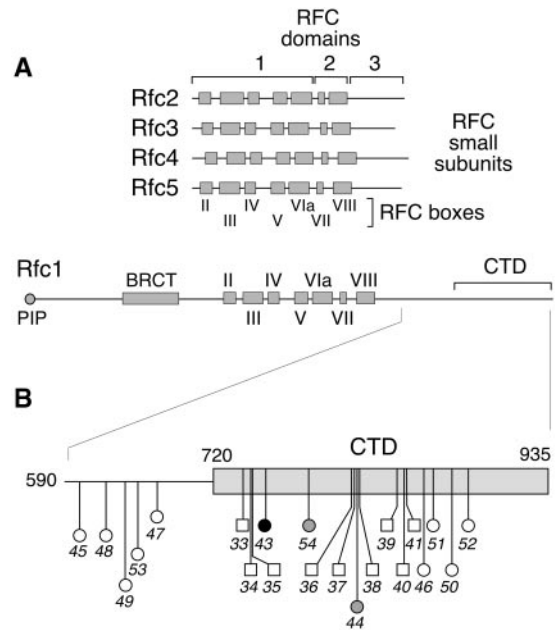 RFC
domains
A
1 2 3
Rfc2
Rfc3
Rfc4
Rfc5
RFC
small
subunits
II IV VIa VIII
III V VII
RFC boxes
Rfc1
BRCT II IV VIa VIII CTD
PIP III V VII
B
CTD
720 935
590
45 48 53 47 33 43 54 39 41 51 52
49 34 35 36 37 38 40 46 50
44